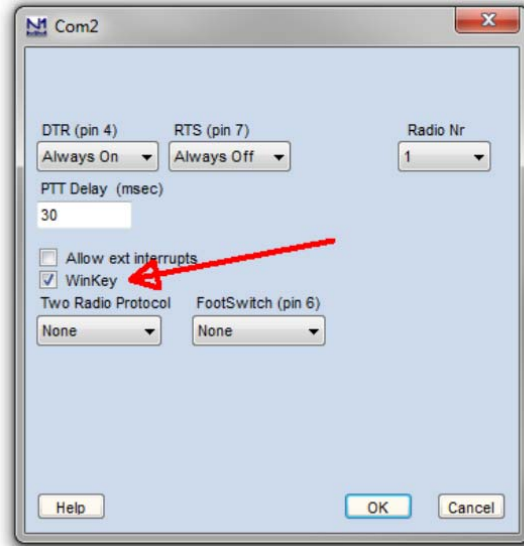 N1 Com2
DTR (pin 4) RTS (pin 7) Radio Nr
Always On Always Off 1
PTT Delay (msec)
30
Allow ext interrupts
WinKey
Two Radio Protocol FootSwitch (pin 6)
None None
Help OK Cancel